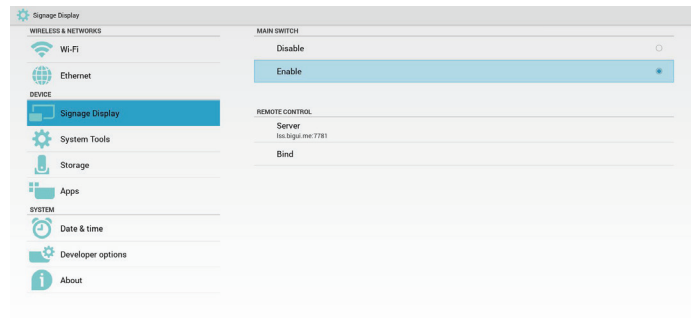 Signage Display
WIRELESS & NETWORKS
Wi-Fi
Ethernet
DEVICE
Signage Display
System Tools
Storage
Apps
SYSTEM
Date & time
Developer options
About
MAIN SWITCH
Disable
Enable
REMOTE CONTROL
Server
lss.bigui.me:7781
Bind